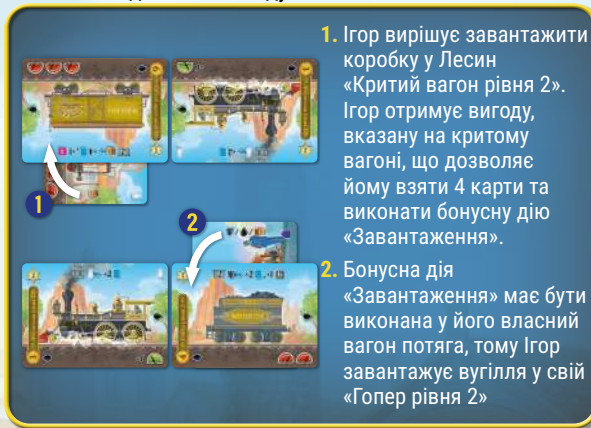 1. Ігор вирішує завантажити
коробку у Лесин
«Критий вагон рівня 2».
Ігор отримує вигоду,
вказану на критому
вагоні, що дозволяє
йому взяти 4 карти та
виконати бонусну дію
«Завантаження».
2. Бонусна дія
«Завантаження» має бути
виконана у його власний
вагон потяга, тому Ігор
завантажує вугілля у свій
«Гопер рівня 2»
1
2